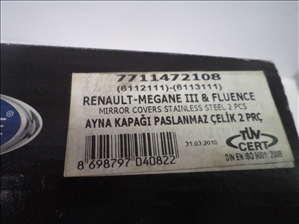 7711472108
(6112111)-(6113111)
RENAULT-MEGANE III & FLUENCE
MIRROR COVERS STAINLESS STEEL 2 PCS
AYNA KAPAĞI PASLANMAZ ÇELİK 2 PRÇ
31.03.2010
8 698797 040822
TÜV
CERT
DIN EN ISO 9001: 2008